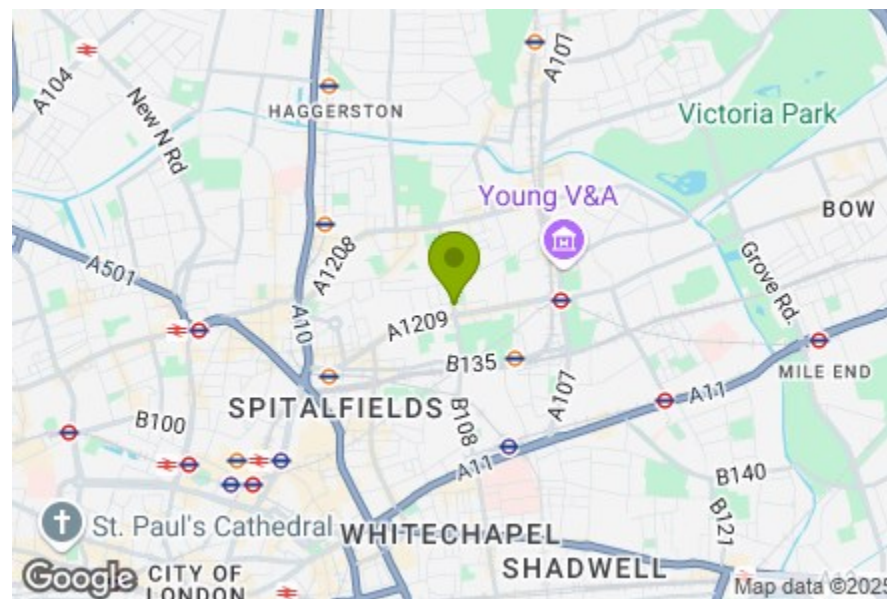 A104
New N Rd
HAGGERSTON
A107
Victoria Park
Young V&A
BOW
A1208
A501
Grove Rd.
A10
A1209
B135
MILE END
A107
A11
SPITALFIELDS
B108
B100
A11
B140
B121
St. Paul's Cathedral
WHITECHAPEL
SHADWELL
Google
CITY OF
LONDON
Map data ©2025